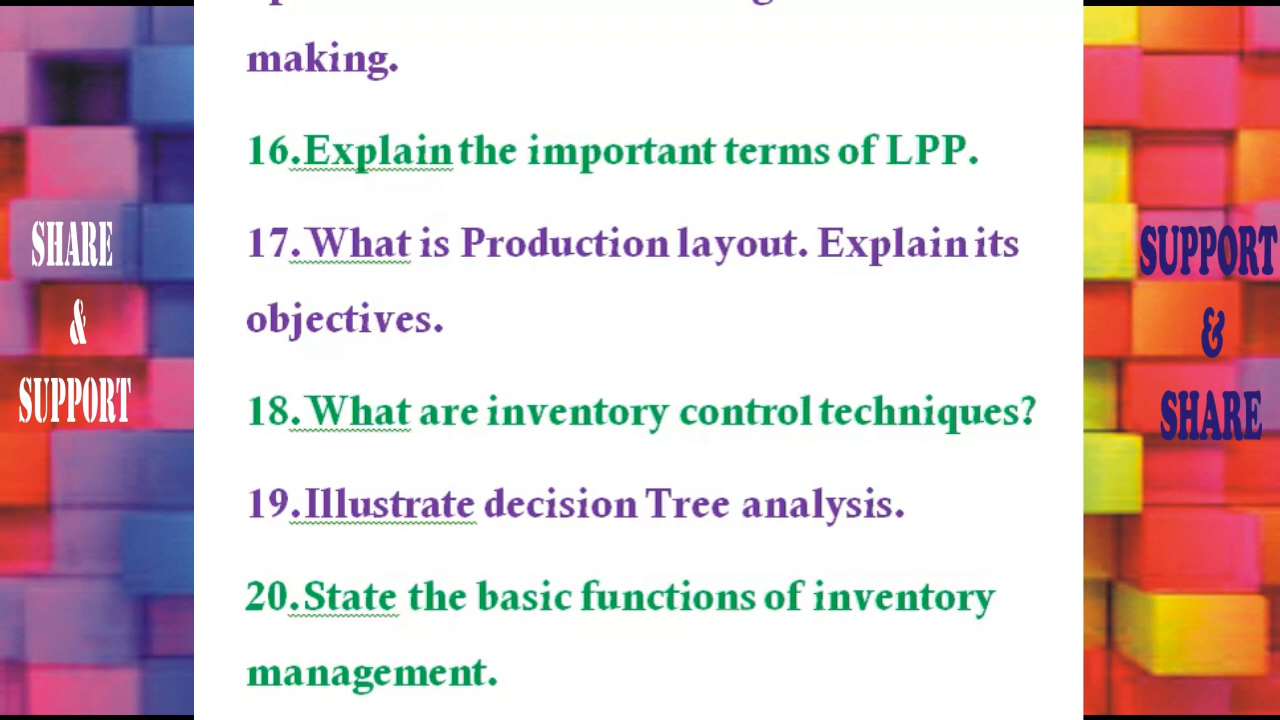 making.
16.Explain the important terms of LPP.
17.What is Production layout. Explain its
objectives.
18.What are inventory control techniques?
19.Illustrate decision Tree analysis.
20.State the basic functions of inventory
management.
SHARE
&
SUPPORT
SUPPORT
&
SHARE